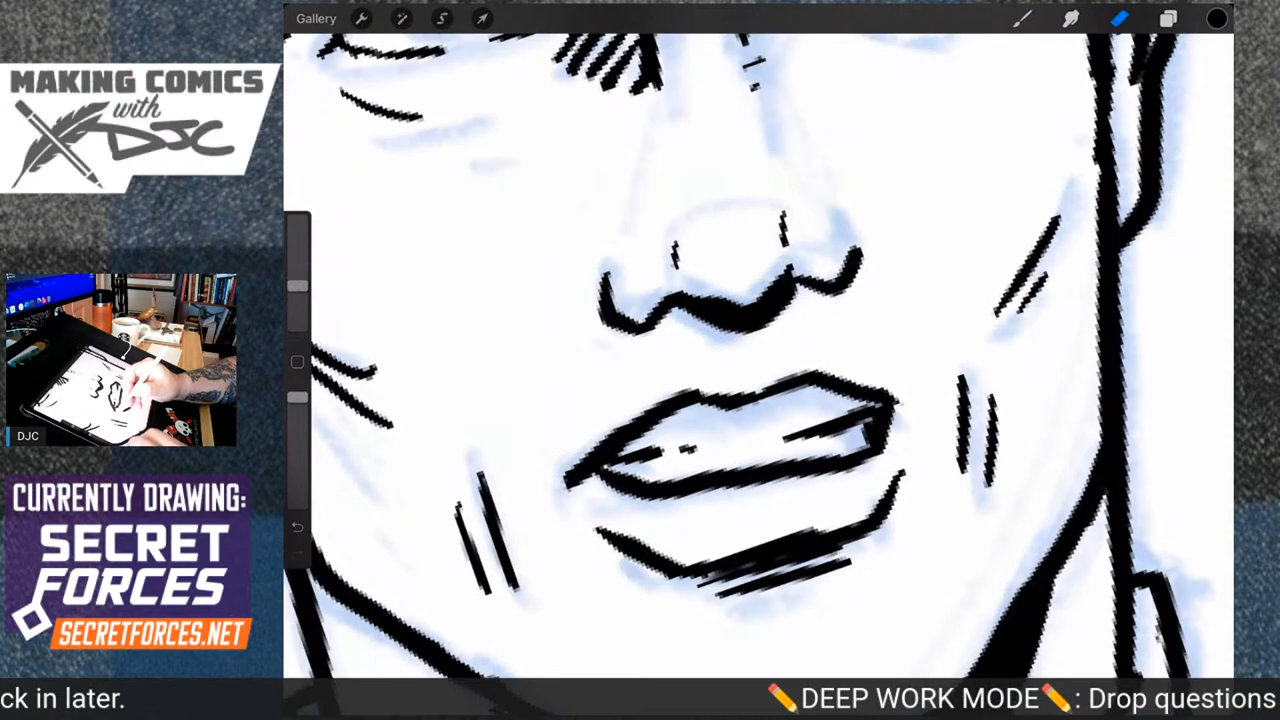 Gallery
MAKING COMICS
with
DJC
DJC
CURRENTLY DRAWING:
SECRET
FORCES
SECRETFORCES.NET
ck in later.
✏️DEEP WORK MODE✏️: Drop questions